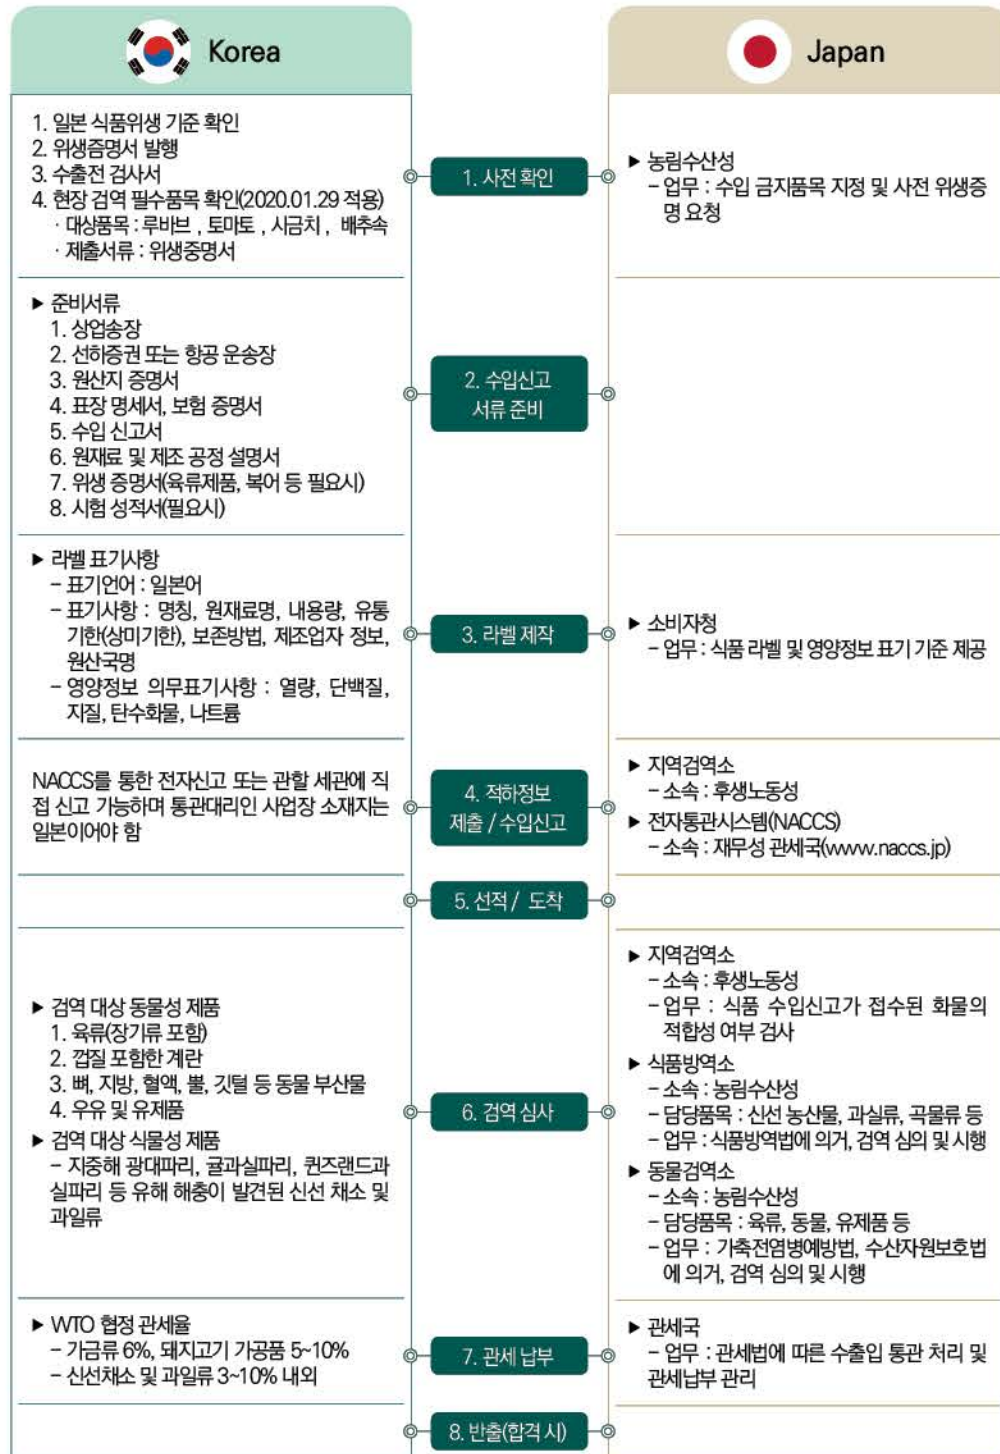 Korea
Japan
1. 일본 식품위생 기준 확인
2. 위생증명서 발행
3. 수출전 검사서
4. 현장 검역 필수품목 확인(2020.01.29 적용)
· 대상품목 : 루바브 , 토마토 , 시금치 , 배추속
· 제출서류 : 위생중명서
1. 사전 확인
▶ 농림수산성
– 업무 : 수입 금지품목 지정 및 사전 위생증
명 요청
▶ 준비서류
1. 상업송장
2. 선하증권 또는 항공 운송장
3. 원산지 증명서
4. 표장 명세서, 보험 증명서
5. 수입 신고서
6. 원재료 및 제조 공정 설명서
7. 위생 증명서(육류제품, 복어 등 필요시)
8. 시험 성적서(필요시)
2. 수입신고
서류 준비
▶ 라벨 표기사항
– 표기언어 : 일본어
– 표기사항 : 명칭, 원재료명, 내용량, 유통
기한(상미기한), 보존방법, 제조업자 정보,
원산국명
– 영양정보 의무표기사항 : 열량, 단백질,
지질, 탄수화물, 나트륨
3. 라벨 제작
▶ 소비자청
– 업무 : 식품 라벨 및 영양정보 표기 기준 제공
NACCS를 통한 전자신고 또는 관할 세관에 직
접 신고 가능하며 통관대리인 사업장 소재지는
일본이어야 함
4. 적하정보
제출 / 수입신고
▶ 지역검역소
– 소속 : 후생노동성
▶ 전자통관시스템(NACCS)
– 소속 : 재무성 관세국(www.naccs.jp)
5. 선적 / 도착
▶ 검역 대상 동물성 제품
1. 육류(장기류 포함)
2. 껍질 포함한 계란
3. 뼈, 지방, 혈액, 뿔, 깃털 등 동물 부산물
4. 우유 및 유제품
▶ 검역 대상 식물성 제품
– 지중해 광대파리, 귤과실파리, 퀸즈랜드과
실파리 등 유해 해충이 발견된 신선 채소 및
과일류
6. 검역 심사
▶ 지역검역소
– 소속 : 후생노동성
– 업무 : 식품 수입신고가 접수된 화물의
적합성 여부 검사
▶ 식품방역소
– 소속 : 농림수산성
– 담당품목 : 신선 농산물, 과실류, 곡물류 등
– 업무 : 식품방역법에 의거, 검역 심의 및 시행
▶ 동물검역소
– 소속 : 농림수산성
– 담당품목 : 육류, 동물, 유제품 등
– 업무 : 가축전염병예방법, 수산자원보호법
에 의거, 검역 심의 및 시행
▶ WTO 협정 관세율
– 가금류 6%, 돼지고기 가공품 5~10%
– 신선채소 및 과일류 3~10% 내외
7. 관세 납부
▶ 관세국
– 업무 : 관세법에 따른 수출입 통관 처리 및
관세납부 관리
8. 반출(합격 시)